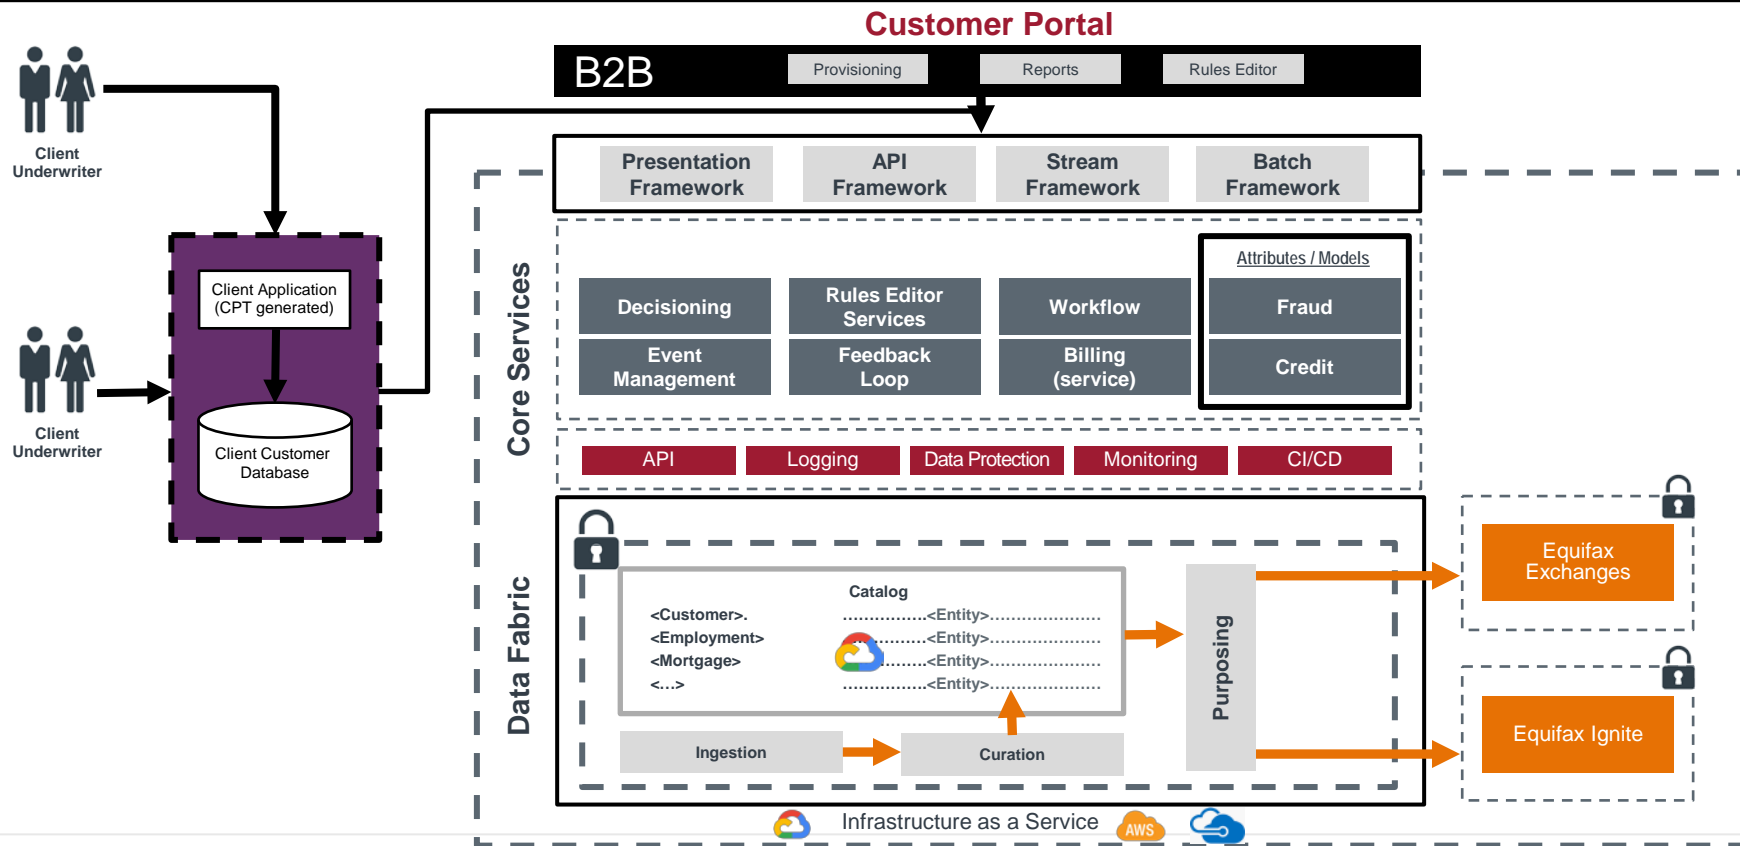 Customer Portal
B2B
Provisioning
Reports
Rules Editor
Client
Underwriter
Presentation
Framework
API
Framework
Stream
Framework
Batch
Framework
Core Services
Attributes / Models
Decisioning
Rules Editor
Services
Workflow
Fraud
Event
Management
Feedback
Loop
Billing
(service)
Credit
Client Application
(CPT generated)
Client Customer
Database
Client
Underwriter
API
Logging
Data Protection
Monitoring
CI/CD
Data Fabric
Catalog
<Customer>. ................<Entity>.....................
<Employment> ................<Entity>.....................
<Mortgage> ................<Entity>.....................
<...> ................<Entity>.....................
Ingestion
Curation
Purposing
Equifax
Exchanges
Equifax Ignite
Infrastructure as a Service
AWS